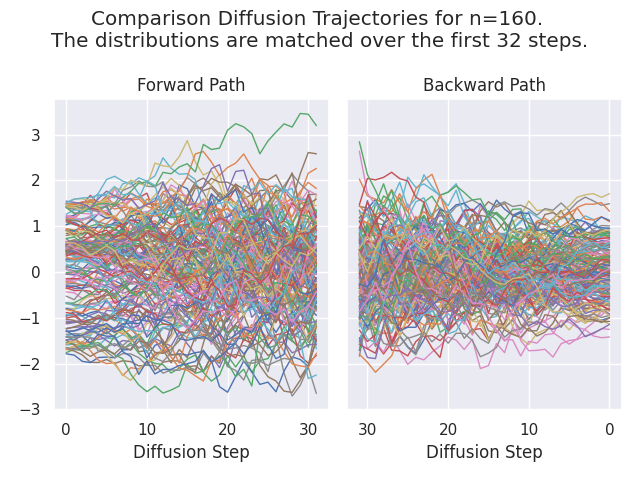 Comparison Diffusion Trajectories for n=160.
The distributions are matched over the first 32 steps.
Forward Path
Backward Path
3
2
1
0
−1
−2
−3
0 10 20 30
30 20 10 0
Diffusion Step
Diffusion Step